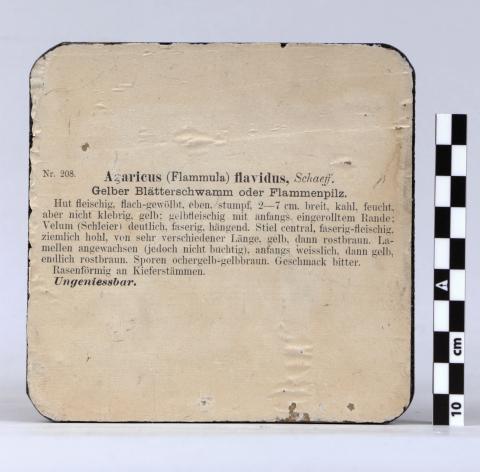 Nr. 208.
Agaricus (Flammula) flavidus, Schaeff.
Gelber Blätterschwamm oder Flammenpilz.
Hut fleischig, flach-gewölbt, eben, stumpf, 2—7 cm. breit, kahl, feucht,
aber nicht klebrig, gelb; gelbfleischig mit anfangs eingerolltem Rande;
Velum (Schleier) deutlich, faserig, hängend. Stiel central, faserig-fleischig,
ziemlich hohl, von sehr verschiedener Länge, gelb, dann rostbraun. La-
mellen angewachsen (jedoch nicht buchtig), anfangs weisslich, dann gelb,
endlich rostbraun. Sporen ochergelb-gelbbraun. Geschmack bitter.
Rasenförmig an Kieferstämmen.
Ungeniessbar.
cm
10